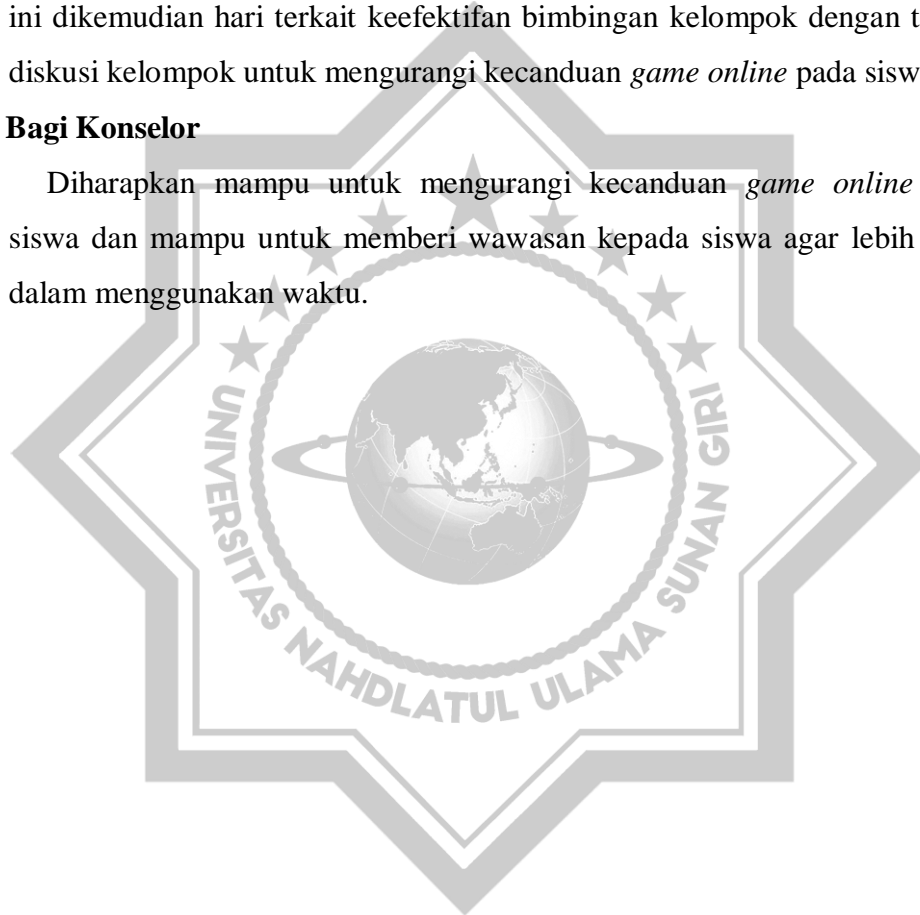 ini dikemudian hari terkait keefektifan bimbingan kelompok dengan t
diskusi kelompok untuk mengurangi kecanduan game online pada sisw
Bagi Konselor
Diharapkan mampu untuk mengurangi kecanduan game online
siswa dan mampu untuk memberi wawasan kepada siswa agar lebih
dalam menggunakan waktu.
UNIVERSITAS NAHDLATUL ULAMA SUNAN GIRI